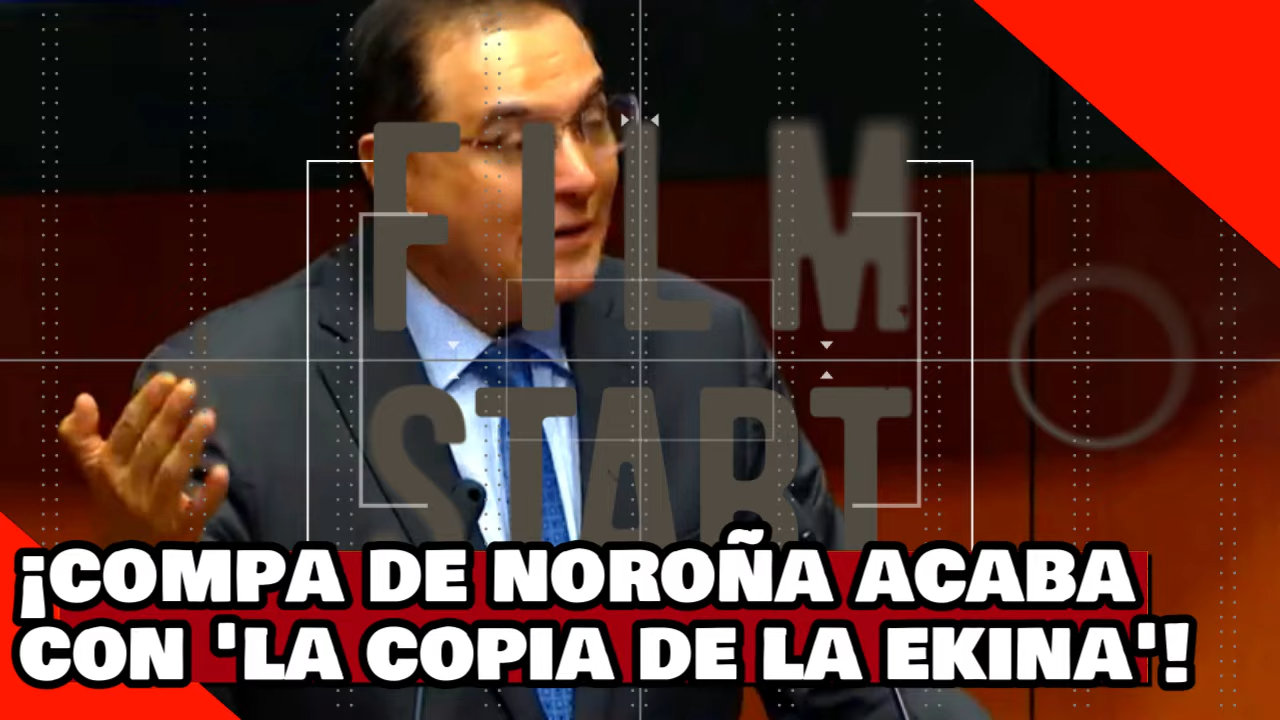 FILM
START
¡COMPA DE NOROÑA ACABA
CON 'LA COPIA DE LA EKINA'!